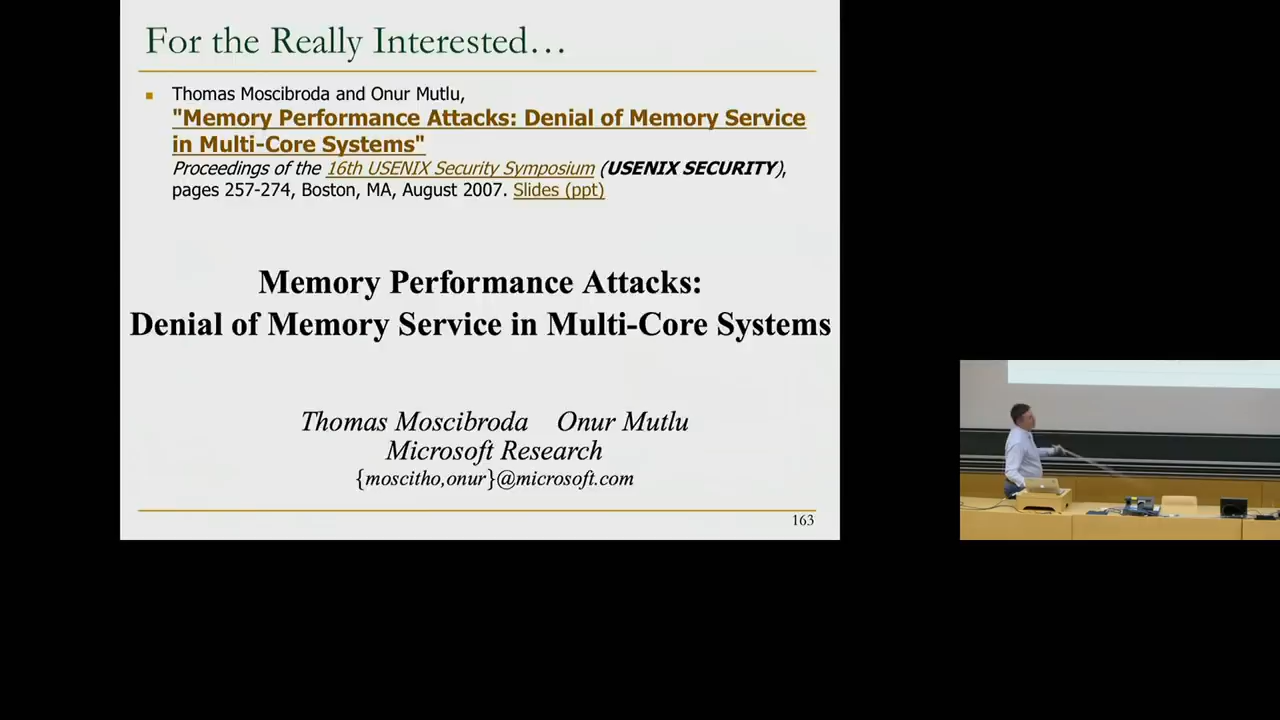 For the Really Interested…
Thomas Moscibroda and Onur Mutlu,
"Memory Performance Attacks: Denial of Memory Service
in Multi-Core Systems"
Proceedings of the 16th USENIX Security Symposium (USENIX SECURITY),
pages 257-274, Boston, MA, August 2007. Slides (ppt)
Memory Performance Attacks:
Denial of Memory Service in Multi-Core Systems
Thomas Moscibroda Onur Mutlu
Microsoft Research
{moscitho,onur}@microsoft.com
163